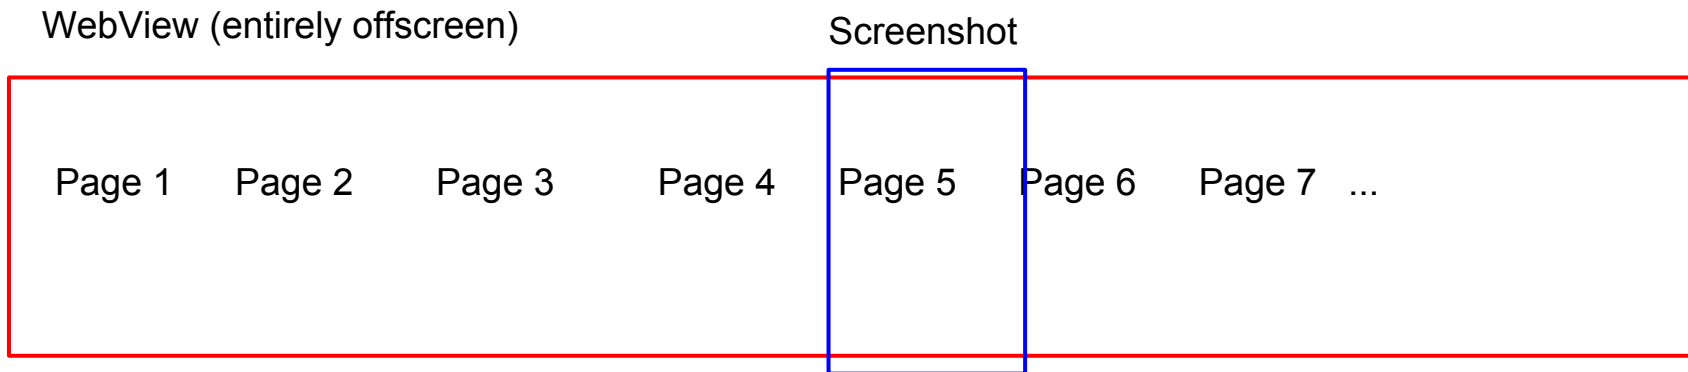 WebView (entirely offscreen)
Screenshot
Page 1 Page 2 Page 3 Page 4 Page 5 Page 6 Page 7 ...